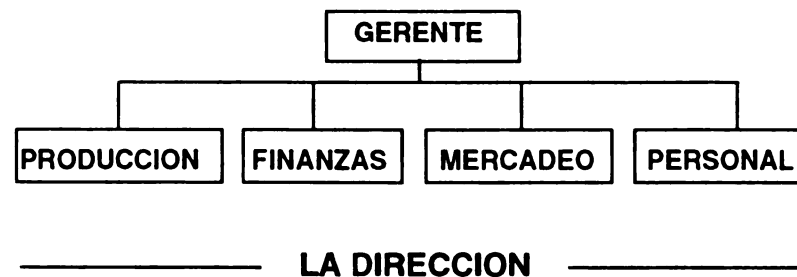 GERENTE
PRODUCCION FINANZAS MERCADEO PERSONAL
LA DIRECCION